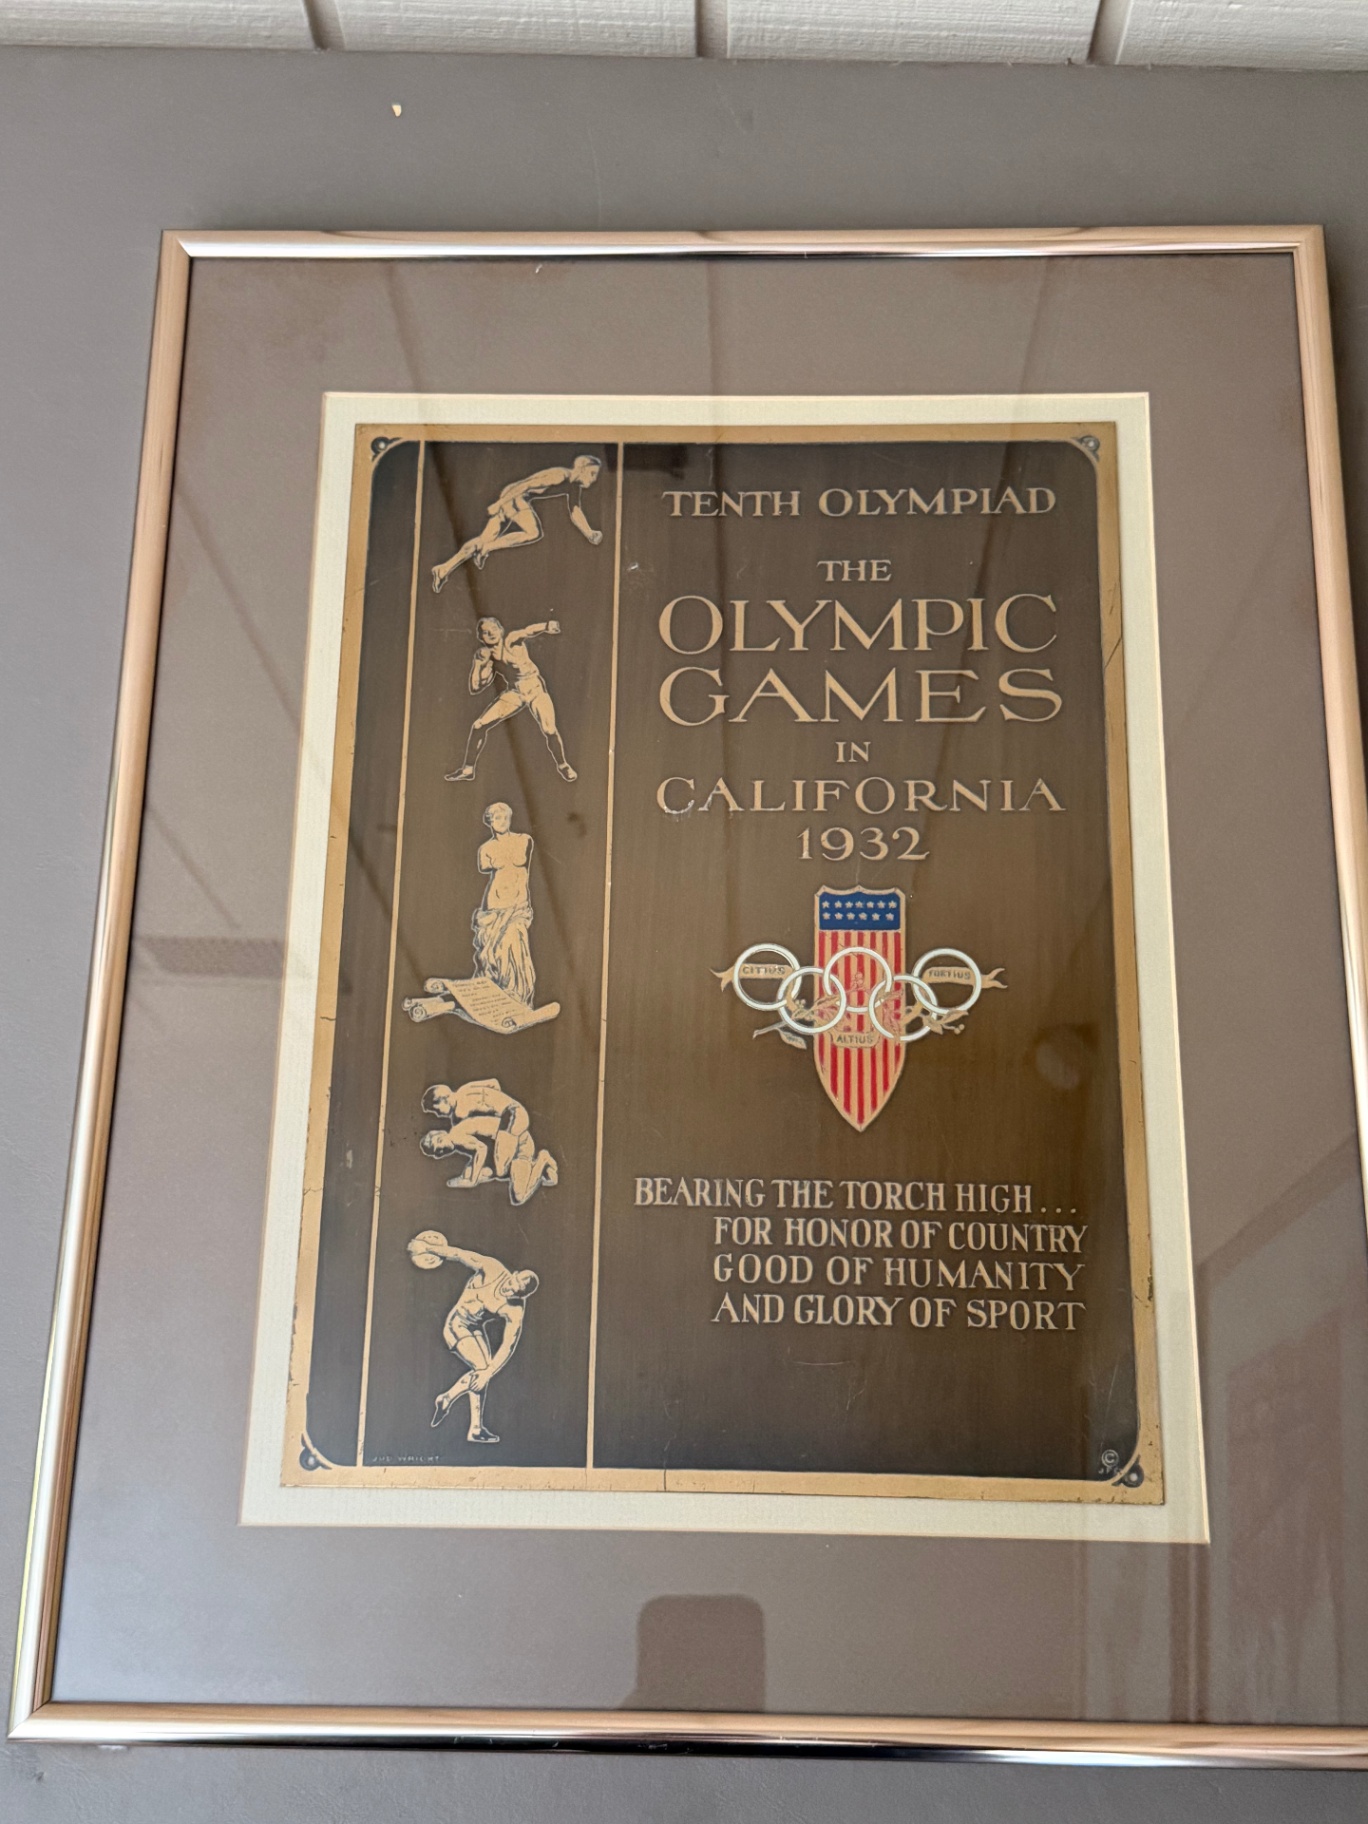 TENTH OLYMPIAD
THE
OLYMPIC
GAMES
IN
CALIFORNIA
1932
CITIUS
FORTIUS
ALTIUS
BEARING THE TORCH HIGH...
FOR HONOR OF COUNTRY
GOOD OF HUMANITY
AND GLORY OF SPORT
WRIGHT
©